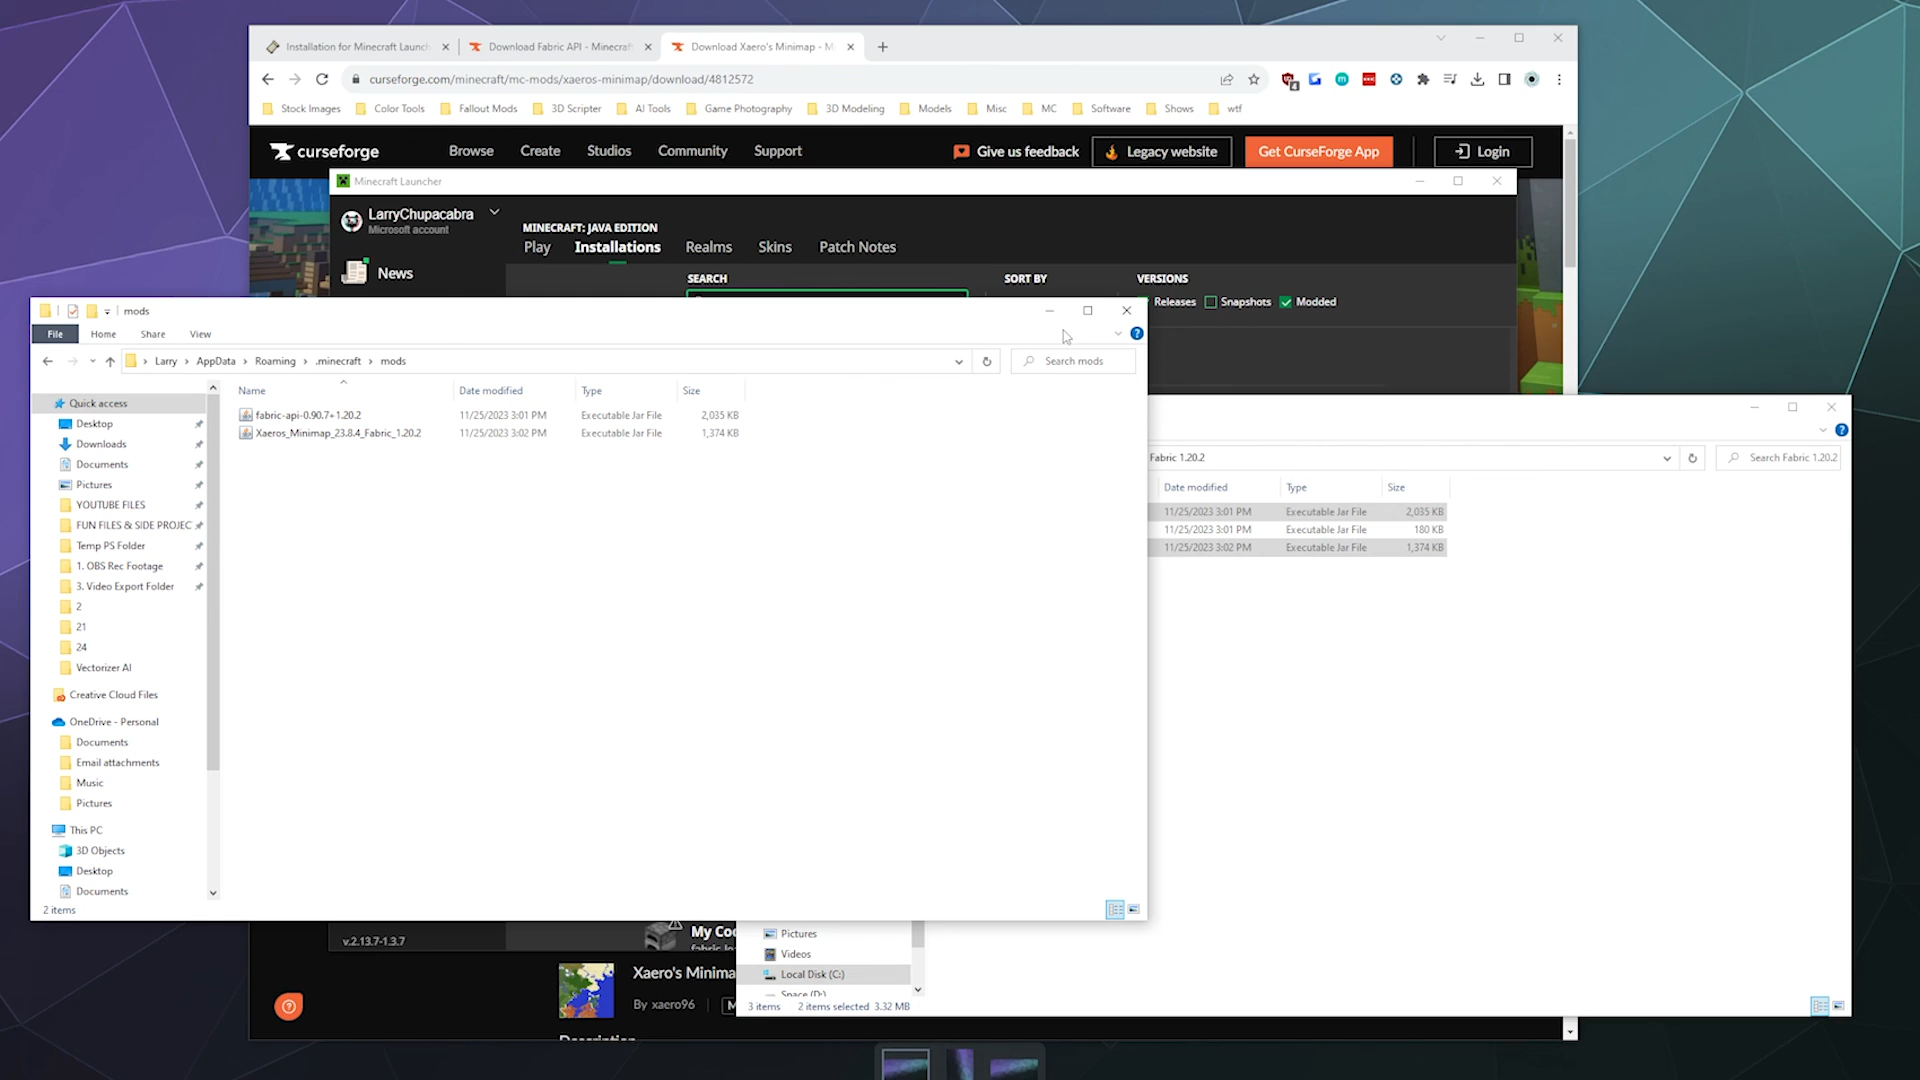 Installation for Minecraft Launch
Download Fabric API - Minecraft
Download Xaero's Minimap - M
curseforge.com/minecraft/mc-mods/xaeros-minimap/download/4812572
Stock Images
Color Tools
Fallout Mods
3D Scripter
AI Tools
Game Photography
3D Modeling
Models
Misc
MC
Software
Shows
wtf
curseforge
Browse
Create
Studios
Community
Support
Give us feedback
Legacy website
Get CurseForge App
Login
Minecraft Launcher
LarryChupacabra
Microsoft account
News
MINECRAFT: JAVA EDITION
Play
Installations
Realms
Skins
Patch Notes
SEARCH
SORT BY
VERSIONS
Releases
Snapshots
Modded
mods
File
Home
Share
View
Larry
AppData
Roaming
.minecraft
mods
Search mods
Name
Date modified
Type
Size
fabric-api-0.90.7+1.20.2
11/25/2023 3:01 PM
Executable Jar File
2,035 KB
Xaeros_Minimap_23.8.4_Fabric_1.20.2
11/25/2023 3:02 PM
Executable Jar File
1,374 KB
Quick access
Desktop
Downloads
Documents
Pictures
YOUTUBE FILES
FUN FILES & SIDE PROJEC
Temp PS Folder
1. OBS Rec Footage
3. Video Export Folder
2
21
24
Vectorizer AI
Creative Cloud Files
OneDrive - Personal
Documents
Email attachments
Music
Pictures
This PC
3D Objects
Desktop
Documents
2 items
Fabric 1.20.2
Search Fabric 1.20.2
Date modified
Type
Size
11/25/2023 3:01 PM
Executable Jar File
2,035 KB
11/25/2023 3:01 PM
Executable Jar File
180 KB
11/25/2023 3:02 PM
Executable Jar File
1,374 KB
v.2.13.7-1.3.7
My Coo
Pictures
Videos
Local Disk (C:)
Space (D:)
3 items
2 items selected 3.32 MB
Xaero's Minima
By xaero96
M
Description